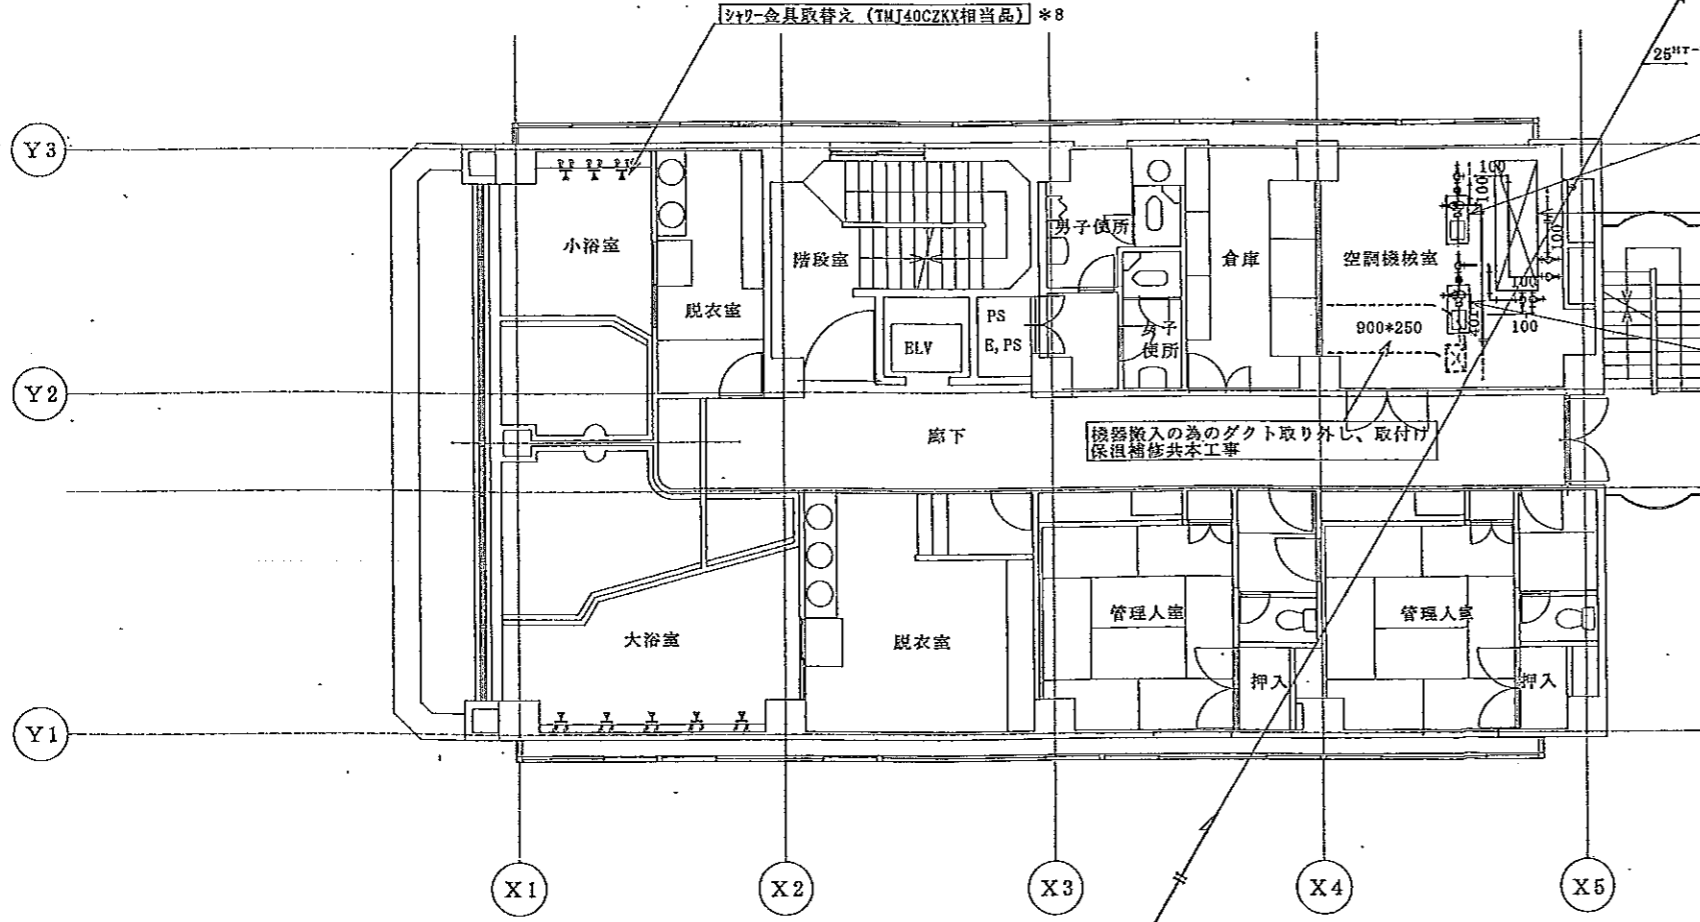 シャワー金具取替え (TMJ40CZKX相当品) *8
25HT-
Y3
小浴室
脱衣室
階段室
男子便所
倉庫
空調機械室
100
100
100
100
100
900*250
PS
E,PS
ELV
女子
便所
Y2
廊下
機器搬入の為のダクト取り外し、取付け
保温補修共本工事
大浴室
脱衣室
管理人室
管理人室
押入
押入
Y1
X1
X2
X3
X4
X5